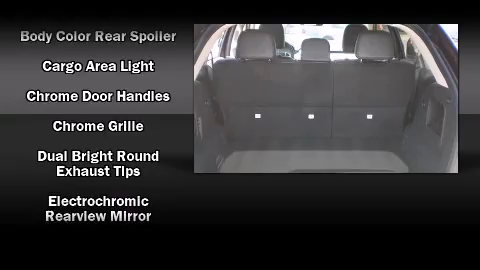 Body Color Rear Spoiler
Cargo Area Light
Chrome Door Handles
Chrome Grille
Dual Bright Round
Exhaust Tips
Electrochromic
Rearview Mirror